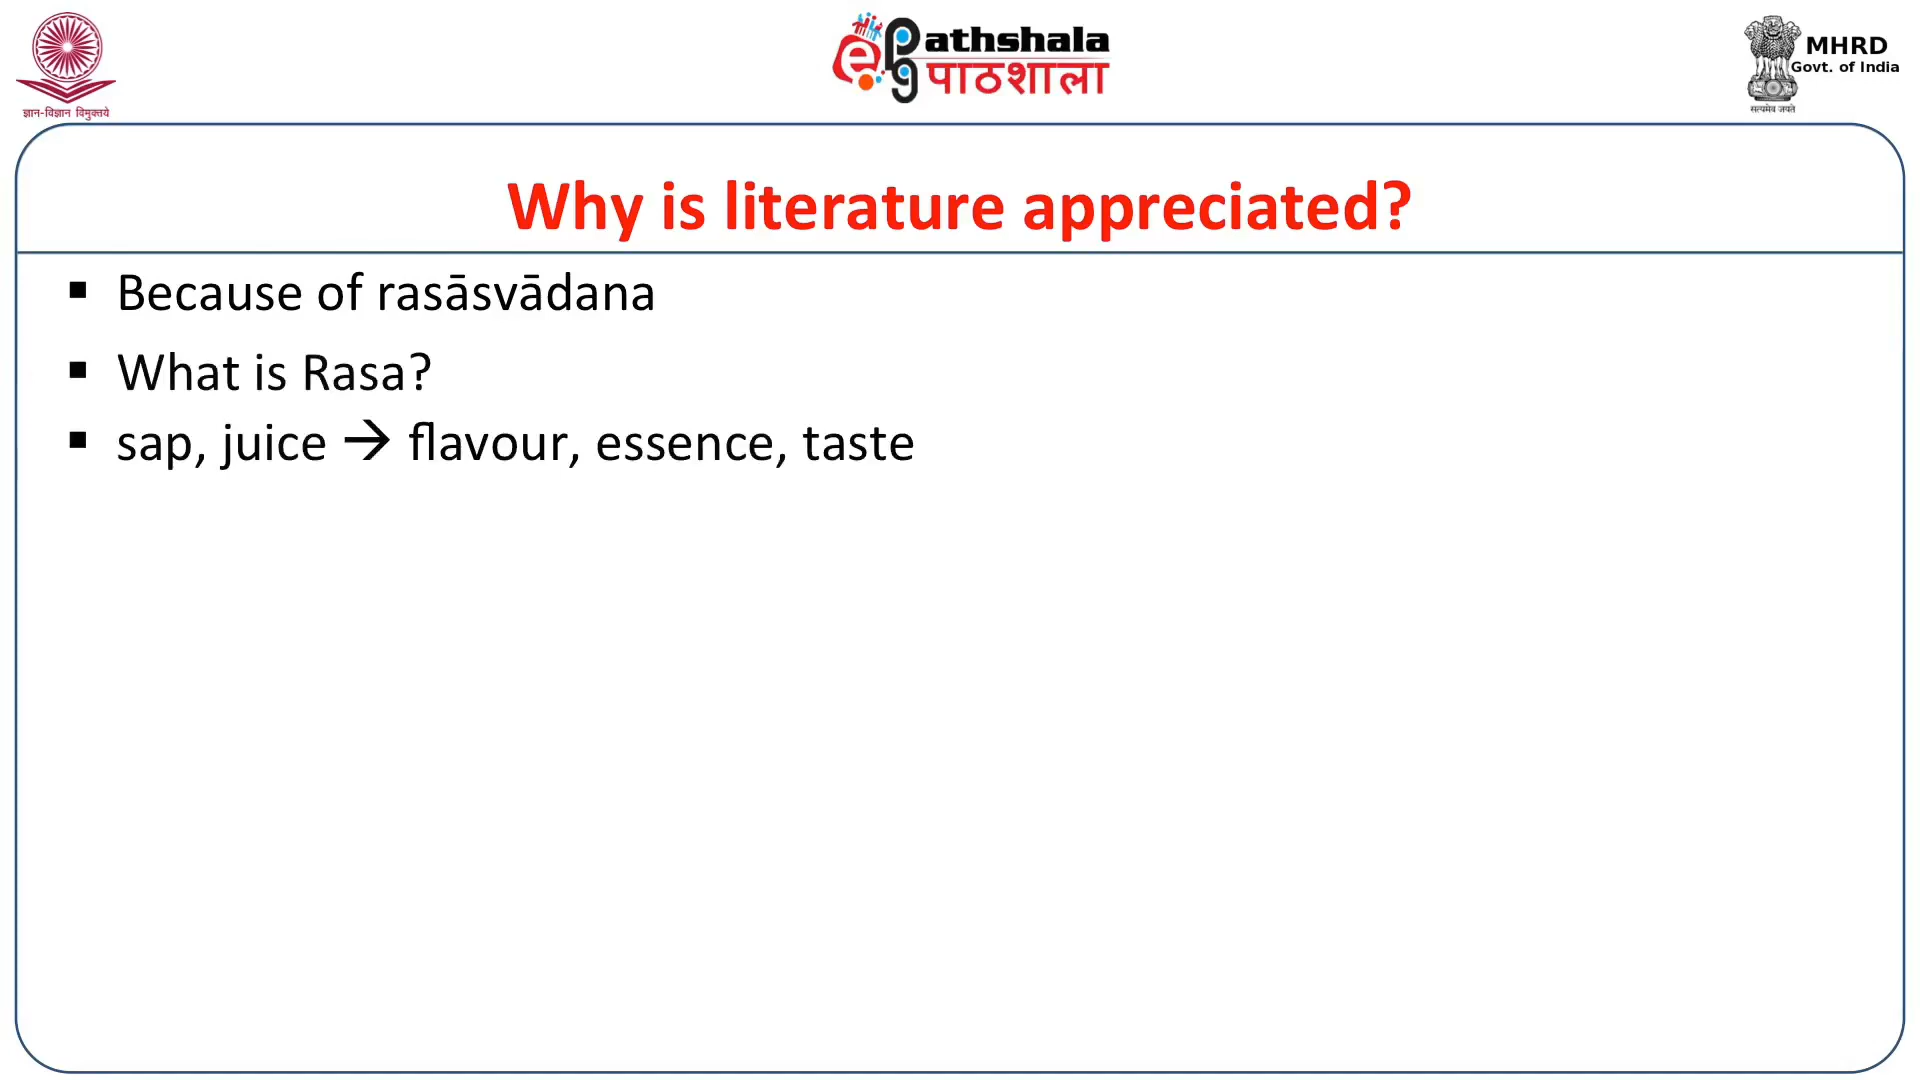 ज्ञान-विज्ञान विमुक्तये
ePathshala
पाठशाला
सत्यमेव जयते
MHRD
Govt. of India
Why is literature appreciated?
▪ Because of rasāsvādana
▪ What is Rasa?
▪ sap, juice → flavour, essence, taste